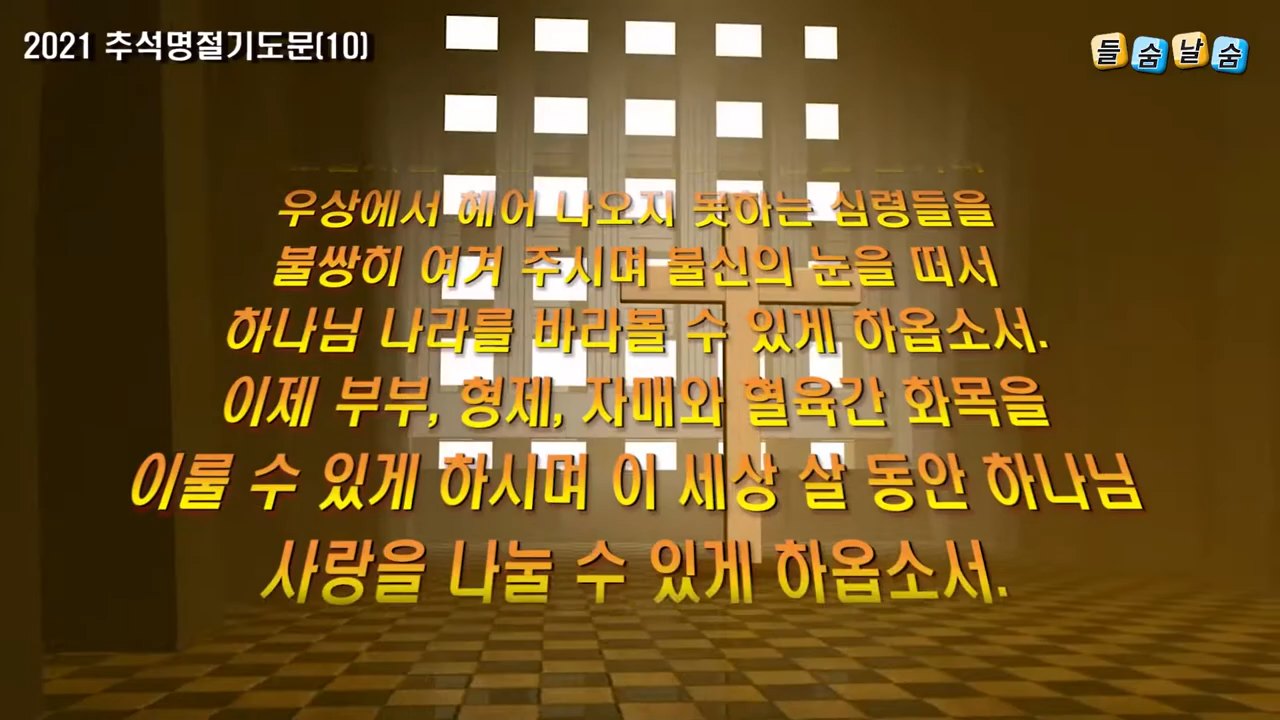 2021 추석명절기도문(10)
들숨날숨
우상에서 헤어 나오지 못하는 심령들을
불쌍히 여겨 주시며 불신의 눈을 떠서
하나님 나라를 바라볼 수 있게 하옵소서.
이제 부부, 형제, 자매와 혈육간 화목을
이룰 수 있게 하시며 이 세상 살 동안 하나님
사랑을 나눌 수 있게 하옵소서.